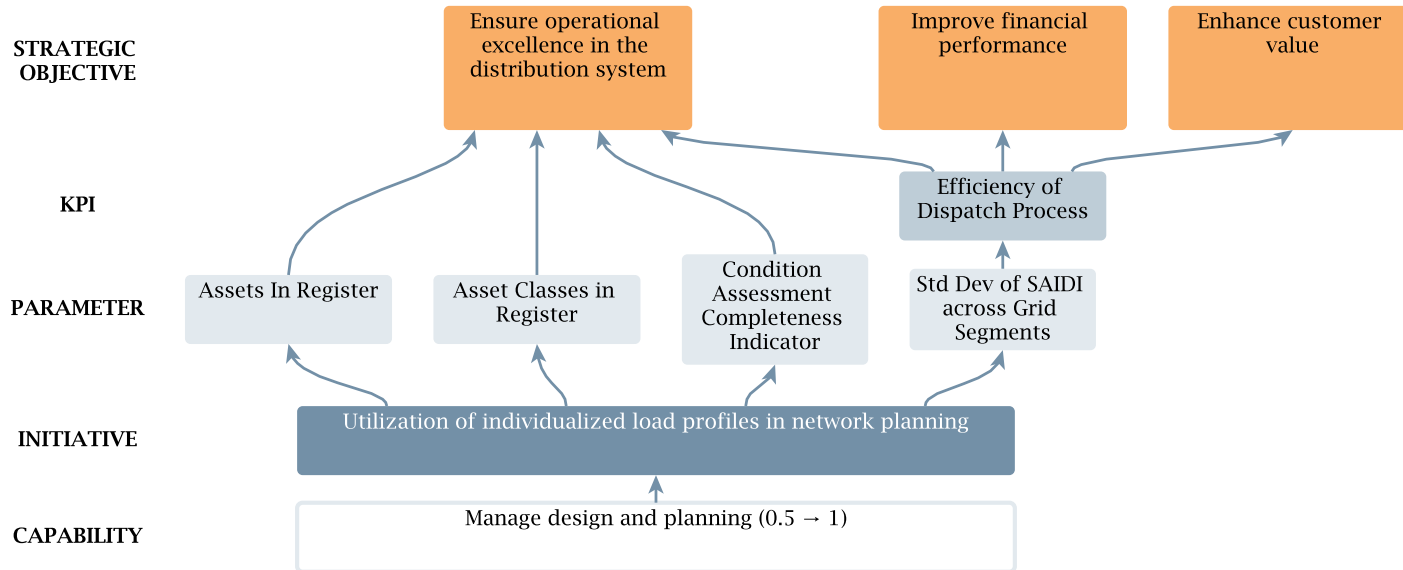 STRATEGIC
OBJECTIVE
Ensure operational
excellence in the
distribution system
Improve financial
performance
Enhance customer
value
KPI
Efficiency of
Dispatch Process
PARAMETER
Assets In Register
Asset Classes in
Register
Condition
Assessment
Completeness
Indicator
Std Dev of SAIDI
across Grid
Segments
INITIATIVE
Utilization of individualized load profiles in network planning
CAPABILITY
Manage design and planning (0.5 → 1)